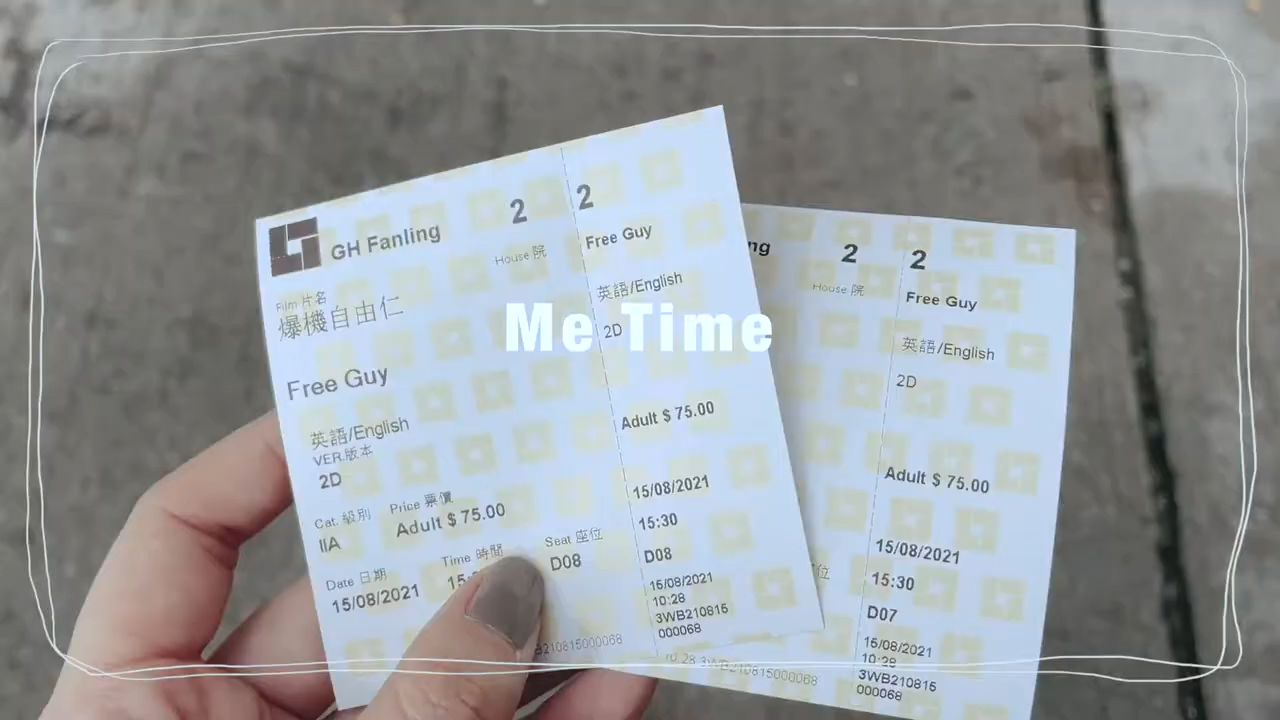 GH Fanling
2
House 院
Film 片名
爆機自由仁
Free Guy
英語/English
VER.版本
2D
Cat. 級別
IIA
Price 票價
Adult $ 75.00
Date 日期
15/08/2021
Time 時間
Seat 座位
D08
2
Free Guy
英語/English
2D
Adult $ 75.00
15/08/2021
15:30
D08
15/08/2021
10:28
3WB210815
000068
Me Time
2
House 院
2
Free Guy
英語/English
2D
Adult $ 75.00
15/08/2021
15:30
D07
15/08/2021
10:28
3WB210815
000068
10:28 3WB210815000068